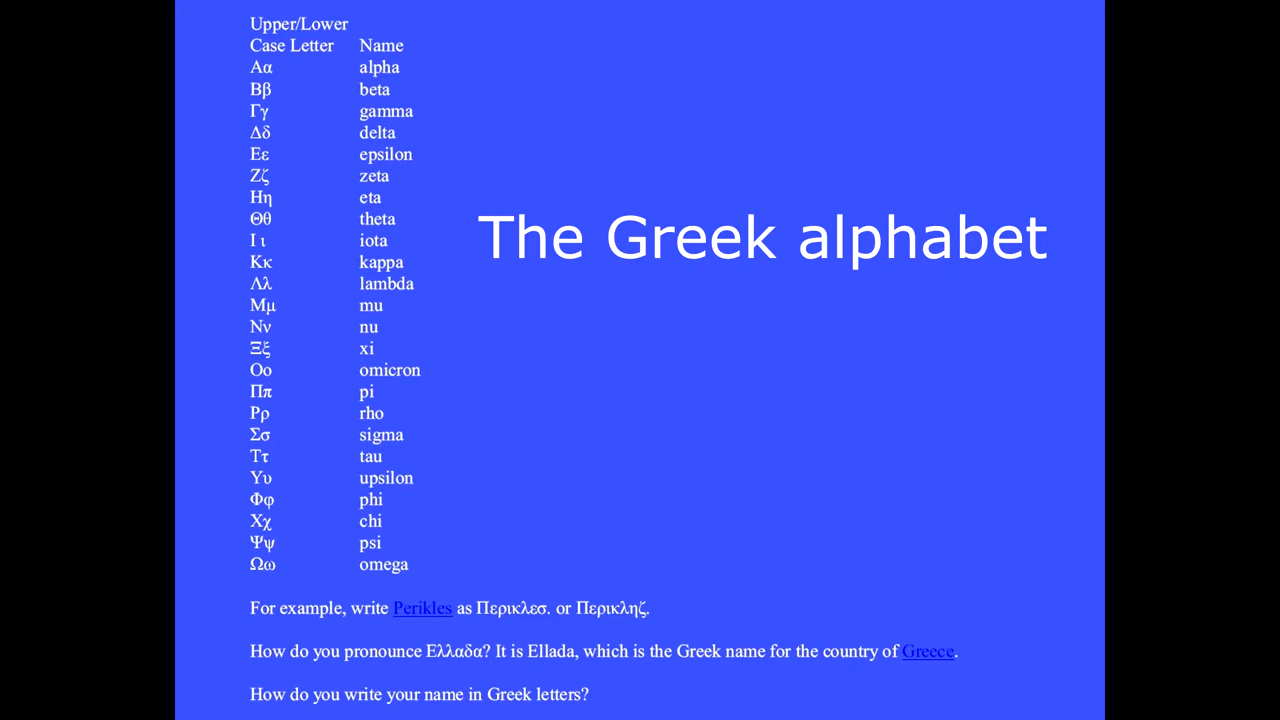 Upper/Lower
Case Letter Name
Αα alpha
Ββ beta
Γγ gamma
Δδ delta
Εε epsilon
Ζζ zeta
Ηη eta
Θθ theta
Ι ι iota
Κκ kappa
Λλ lambda
Μμ mu
Νν nu
Ξξ xi
Οο omicron
Ππ pi
Ρρ rho
Σσ sigma
Ττ tau
Υυ upsilon
Φφ phi
Χχ chi
Ψψ psi
Ωω omega
The Greek alphabet
For example, write Perikles as Περικλεσ. or Περικληζ.
How do you pronounce Ελλαδα? It is Ellada, which is the Greek name for the country of Greece.
How do you write your name in Greek letters?